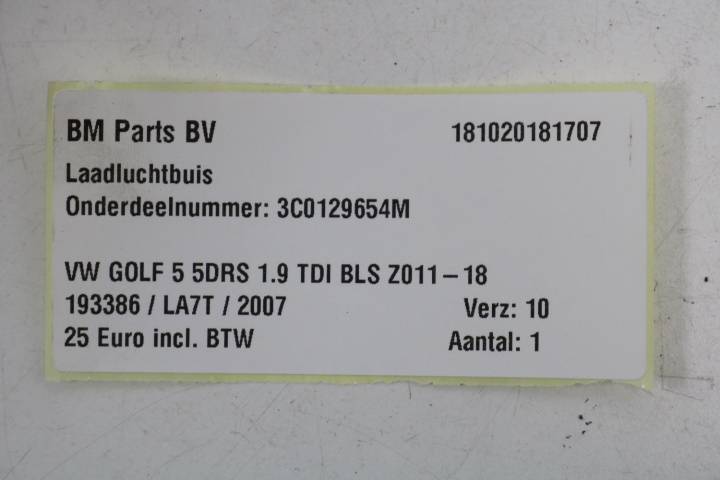 BM Parts BV 181020181707
Laadluchtbuis
Onderdeelnummer: 3C0129654M
VW GOLF 5 5DRS 1.9 TDI BLS Z011-18
193386 / LA7T / 2007 Verz: 10
25 Euro incl. BTW Aantal: 1